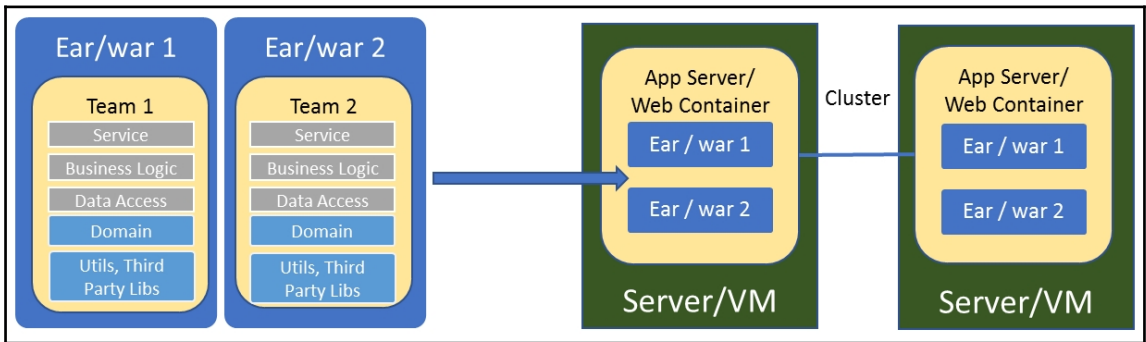 Ear/war 1
Team 1
Service
Business Logic
Data Access
Domain
Utils, Third
Party Libs
Ear/war 2
Team 2
Service
Business Logic
Data Access
Domain
Utils, Third
Party Libs
App Server/
Web Container
Ear / war 1
Ear / war 2
Server/VM
Cluster
App Server/
Web Container
Ear / war 1
Ear / war 2
Server/VM